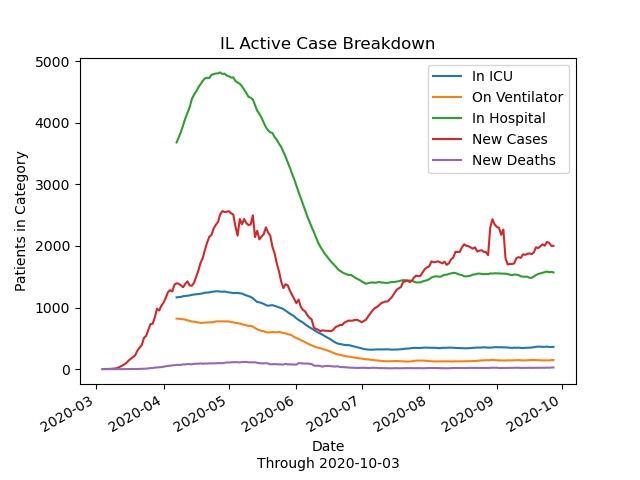 IL Active Case Breakdown
Patients in Category
5000
4000
3000
2000
1000
0
In ICU
On Ventilator
In Hospital
New Cases
New Deaths
2020-03
2020-04
2020-05
2020-06
2020-07
2020-08
2020-09
2020-10
Date
Through 2020-10-03